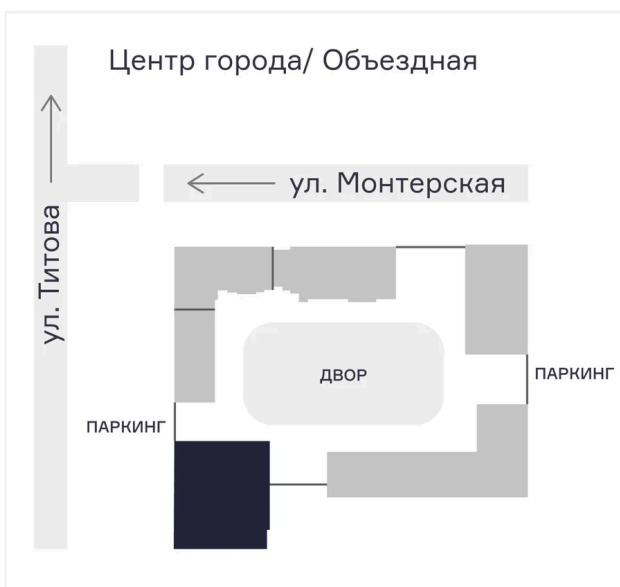 Центр города/ Объездная
ул. Монтерская
ул. Титова
ДВОР
ПАРКИНГ
ПАРКИНГ